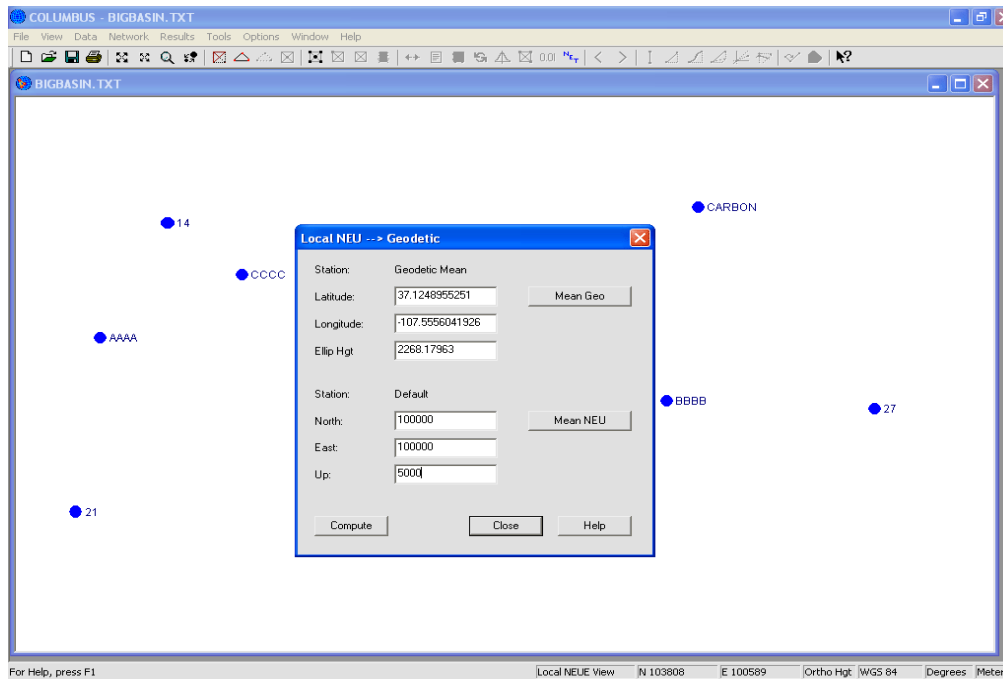 COLUMBUS - BIGBASIN.TXT
File View Data Network Results Tools Options Window Help
0.01 NET
BIGBASIN.TXT
CARBON
14
CCCC
AAAA
BBBB
27
21
Local NEU --> Geodetic
Station: Geodetic Mean
Latitude: 37.1248955251 Mean Geo
Longitude: -107.5556041926
Ellip Hgt 2268.17963
Station: Default
North: 100000 Mean NEU
East: 100000
Up: 5000
Compute Close Help
For Help, press F1 Local NEUE View N 103808 E 100589 Ortho Hgt WGS 84 Degrees Meter